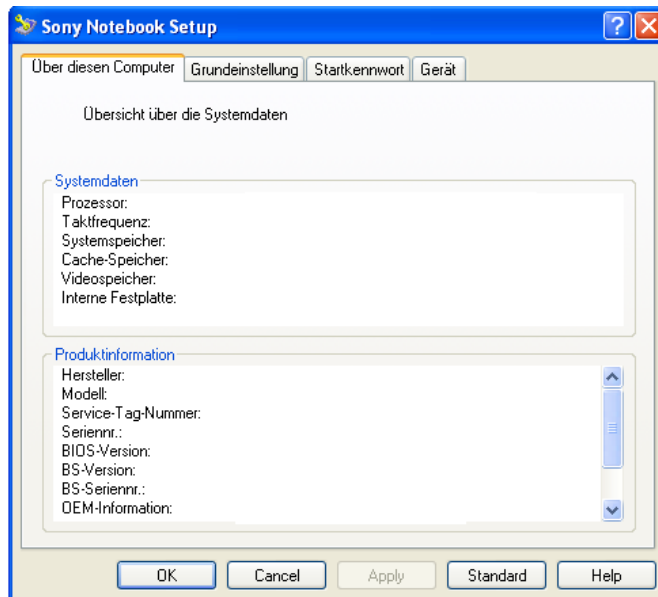 Sony Notebook Setup
Über diesen Computer Grundeinstellung Startkennwort Gerät
Übersicht über die Systemdaten
Systemdaten
Prozessor:
Taktfrequenz:
Systemspeicher:
Cache-Speicher:
Videospeicher:
Interne Festplatte:
Produktinformation
Hersteller:
Modell:
Service-Tag-Nummer:
Seriennr.:
BIOS-Version:
BS-Version:
BS-Seriennr.:
OEM-Information:
OK Cancel Apply Standard Help